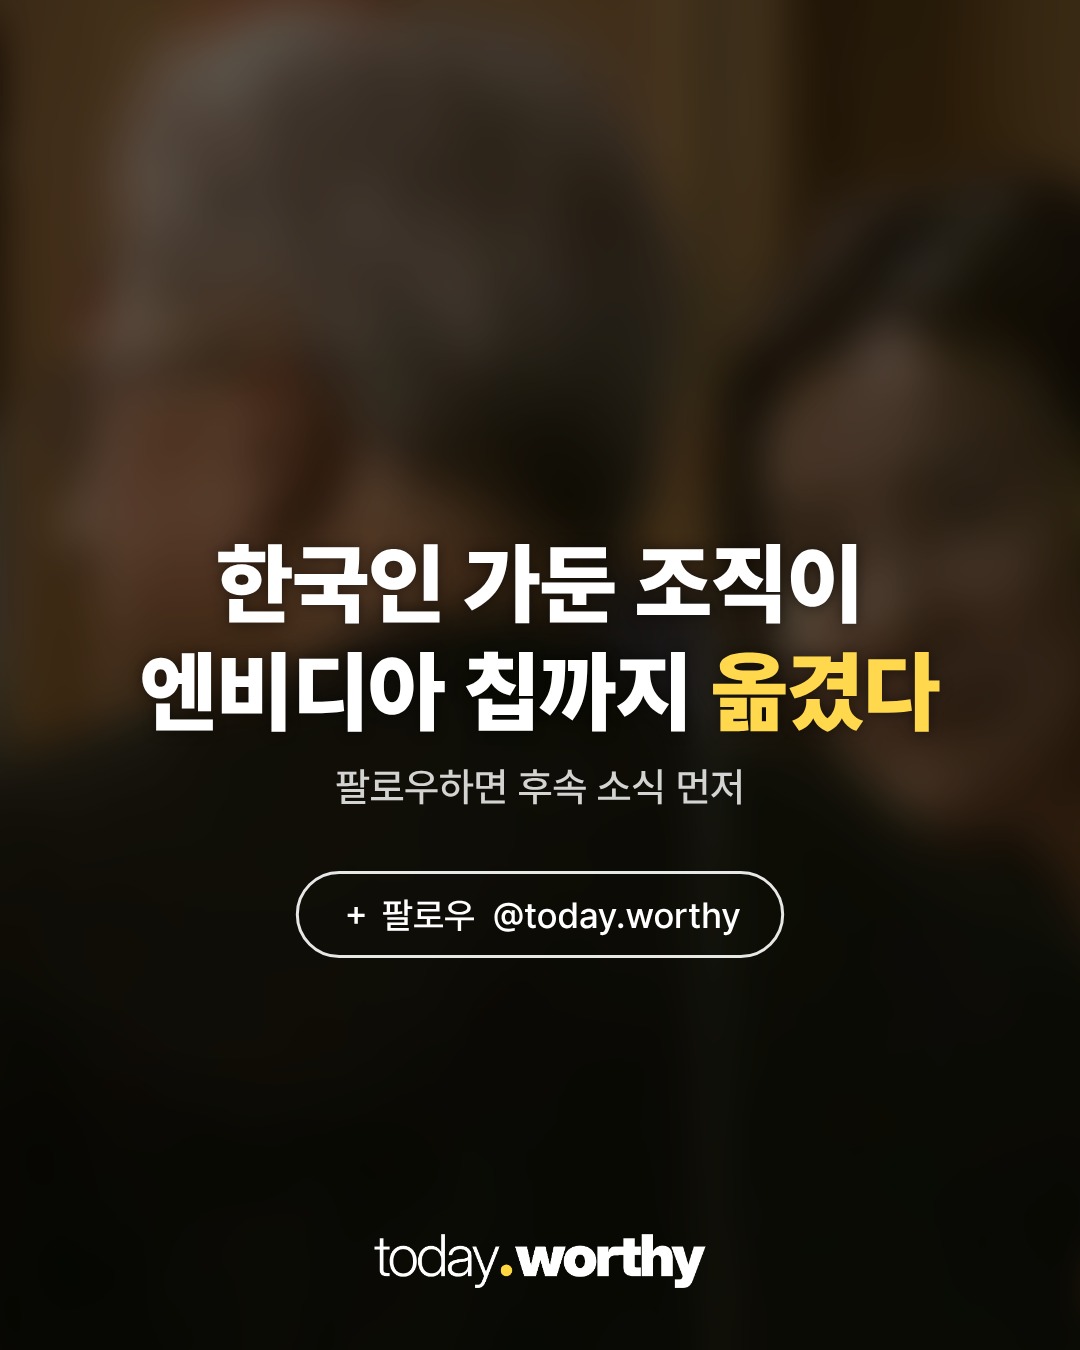 한국인 가둔 조직이
엔비디아 칩까지 옮겼다
팔로우하면 후속 소식 먼저
+ 팔로우 @today.worthy
today.worthy